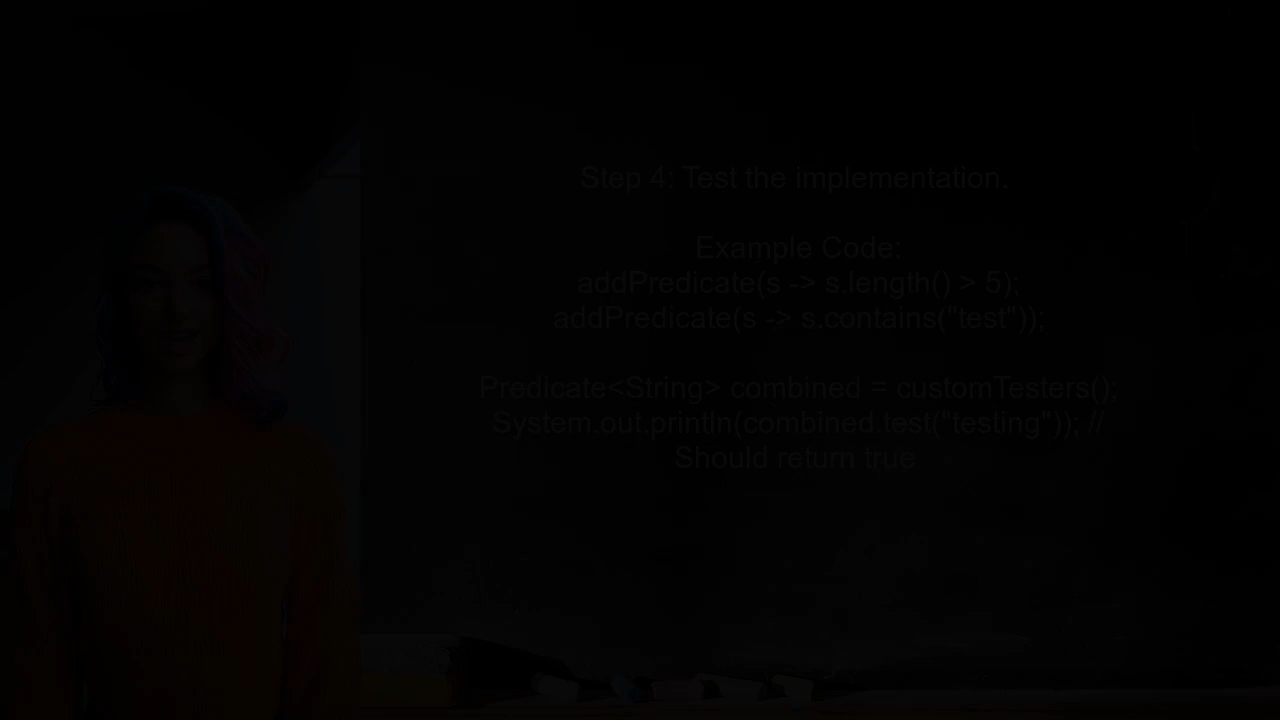 Step 4: Test the implementation.
Example Code:
addPredicate(s -> s.length() > 5);
addPredicate(s -> s.contains("test"));
Predicate<String> combined = customTesters();
System.out.println(combined.test("testing")); //
Should return true